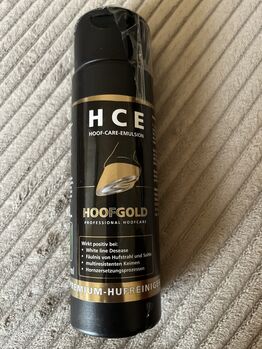 HCE
HOOF-CARE-EMULSION
HOOFGOLD
PROFESSIONAL HOOFCARE
Wirkt positiv bei:
• White line Desease
• Fäulnis von Hufstrahl und Sohle
• multiresistenten Keimen
• Hornzersetzungsprozessen
PREMIUM-HUFREINIGER